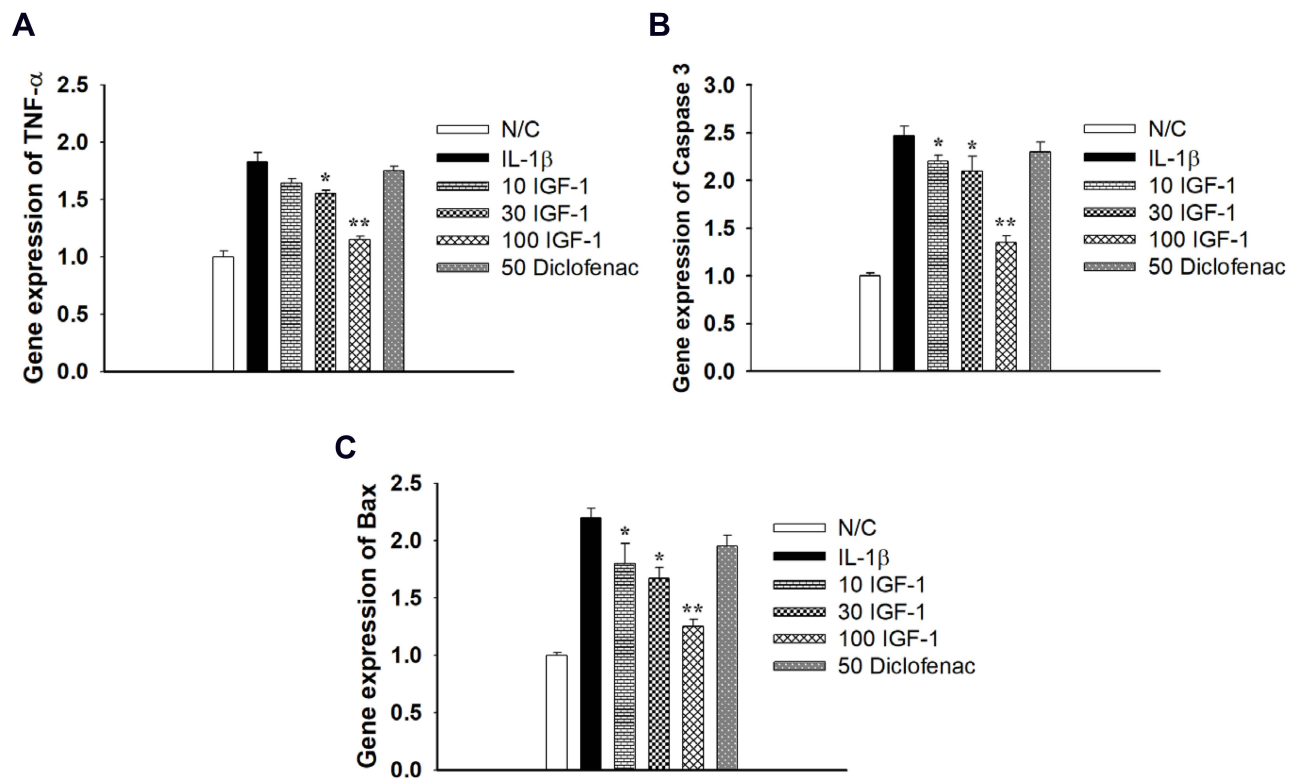 A
Gene expression of TNF-α
2.5
2.0
1.5
1.0
0.5
0.0
*
**
N/C
IL-1β
10 IGF-1
30 IGF-1
100 IGF-1
50 Diclofenac
B
Gene expression of Caspase 3
3.0
2.5
2.0
1.5
1.0
0.5
0.0
*
*
**
N/C
IL-1β
10 IGF-1
30 IGF-1
100 IGF-1
50 Diclofenac
C
Gene expression of Bax
2.5
2.0
1.5
1.0
0.5
0.0
*
*
**
N/C
IL-1β
10 IGF-1
30 IGF-1
100 IGF-1
50 Diclofenac